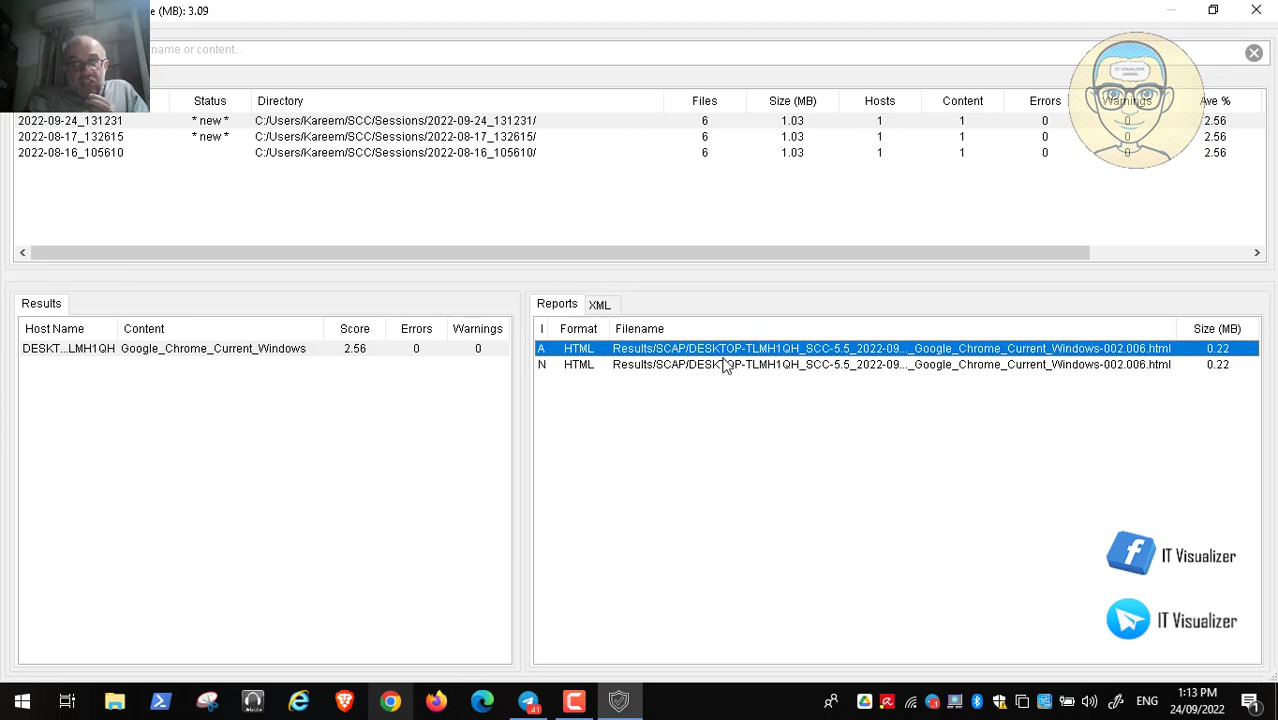 e (MB): 3.09
name or content...
Status Directory Files Size (MB) Hosts Content Errors Warnings Ave %
2022-09-24_131231 * new * C:/Users/Kareem/SCC/Sessions/2022-09-24_131231/ 6 1.03 1 1 0 0 2.56
2022-08-17_132615 * new * C:/Users/Kareem/SCC/Sessions/2022-08-17_132615/ 6 1.03 1 1 0 0 2.56
2022-08-16_105610 C:/Users/Kareem/SCC/Sessions/2022-08-16_105610/ 6 1.03 1 1 0 0 2.56
IT VISUALIZER
CHANNEL
Results
Host Name Content Score Errors Warnings
DESKT...LMH1QH Google_Chrome_Current_Windows 2.56 0 0
Reports XML
I Format Filename Size (MB)
A HTML Results/SCAP/DESKTOP-TLMH1QH_SCC-5.5_2022-09..._Google_Chrome_Current_Windows-002.006.html 0.22
N HTML Results/SCAP/DESKTOP-TLMH1QH_SCC-5.5_2022-09..._Google_Chrome_Current_Windows-002.006.html 0.22
IT Visualizer
IT Visualizer
41
ENG
1:13 PM
24/09/2022
1